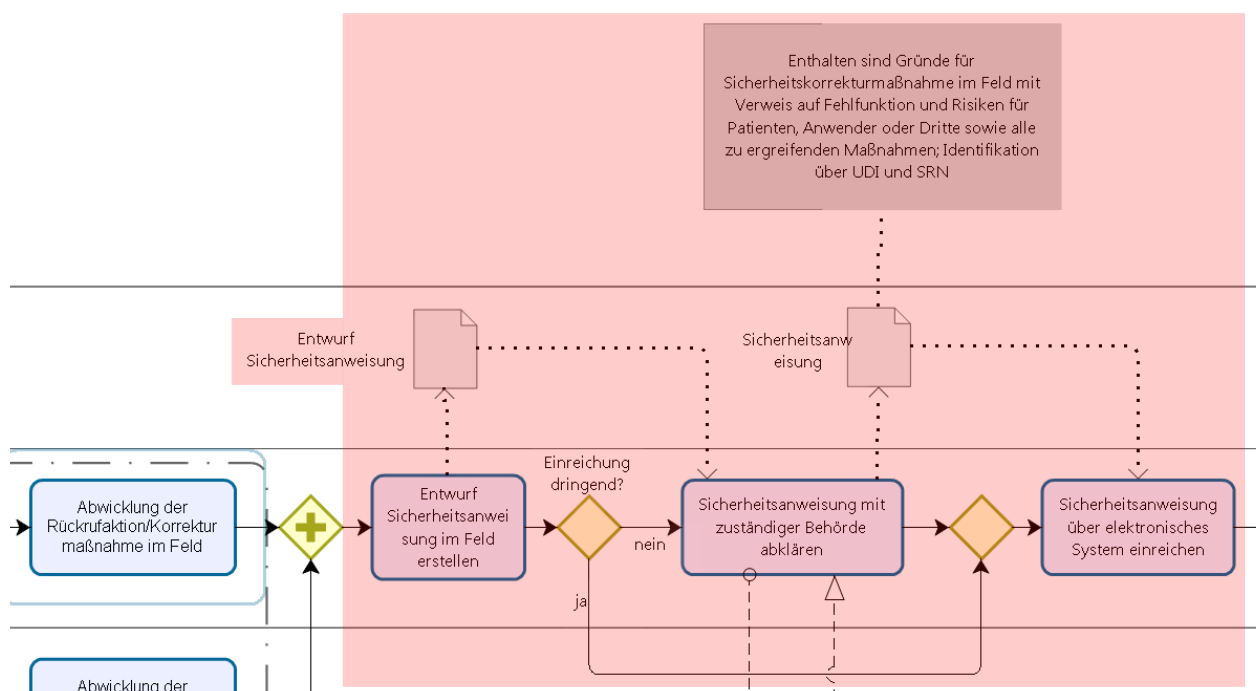 Enthalten sind Gründe für
Sicherheitskorrekturmaßnahme im Feld mit
Verweis auf Fehlfunktion und Risiken für
Patienten, Anwender oder Dritte sowie alle
zu ergreifenden Maßnahmen; Identifikation
über UDI und SRN
Entwurf
Sicherheitsanweisung
Sicherheitsanw
eisung
Abwicklung der
Rückrufaktion/Korrektur
maßnahme im Feld
Entwurf
Sicherheitsanwei
sung im Feld
erstellen
Einreichung
dringend?
nein
ja
Sicherheitsanweisung mit
zuständiger Behörde
abklären
Sicherheitsanweisung
über elektronisches
System einreichen
Abwicklung der